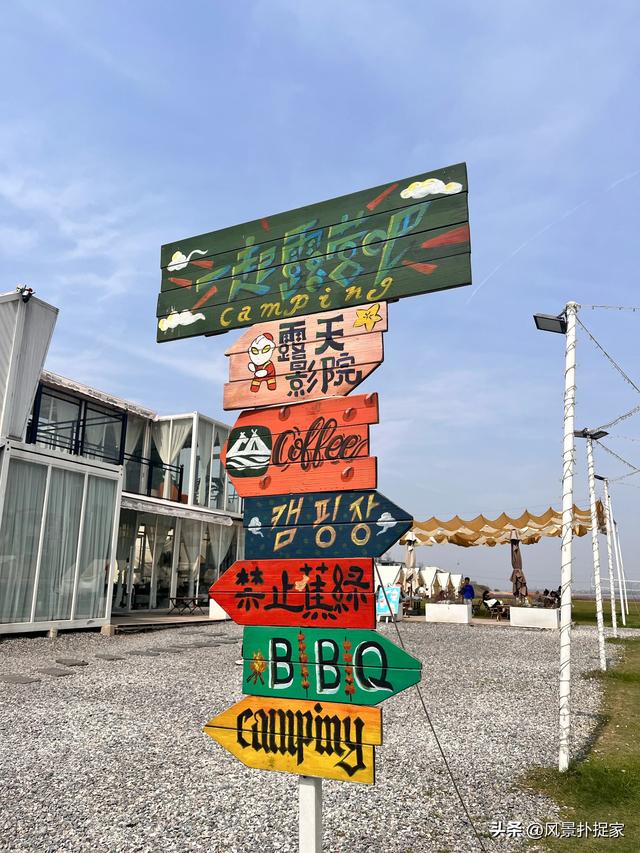 一起露营吧
camping
露天
影院
Coffee
캠핑장
禁止蕉緑
BBQ
camping
头条 @风景扑捉家